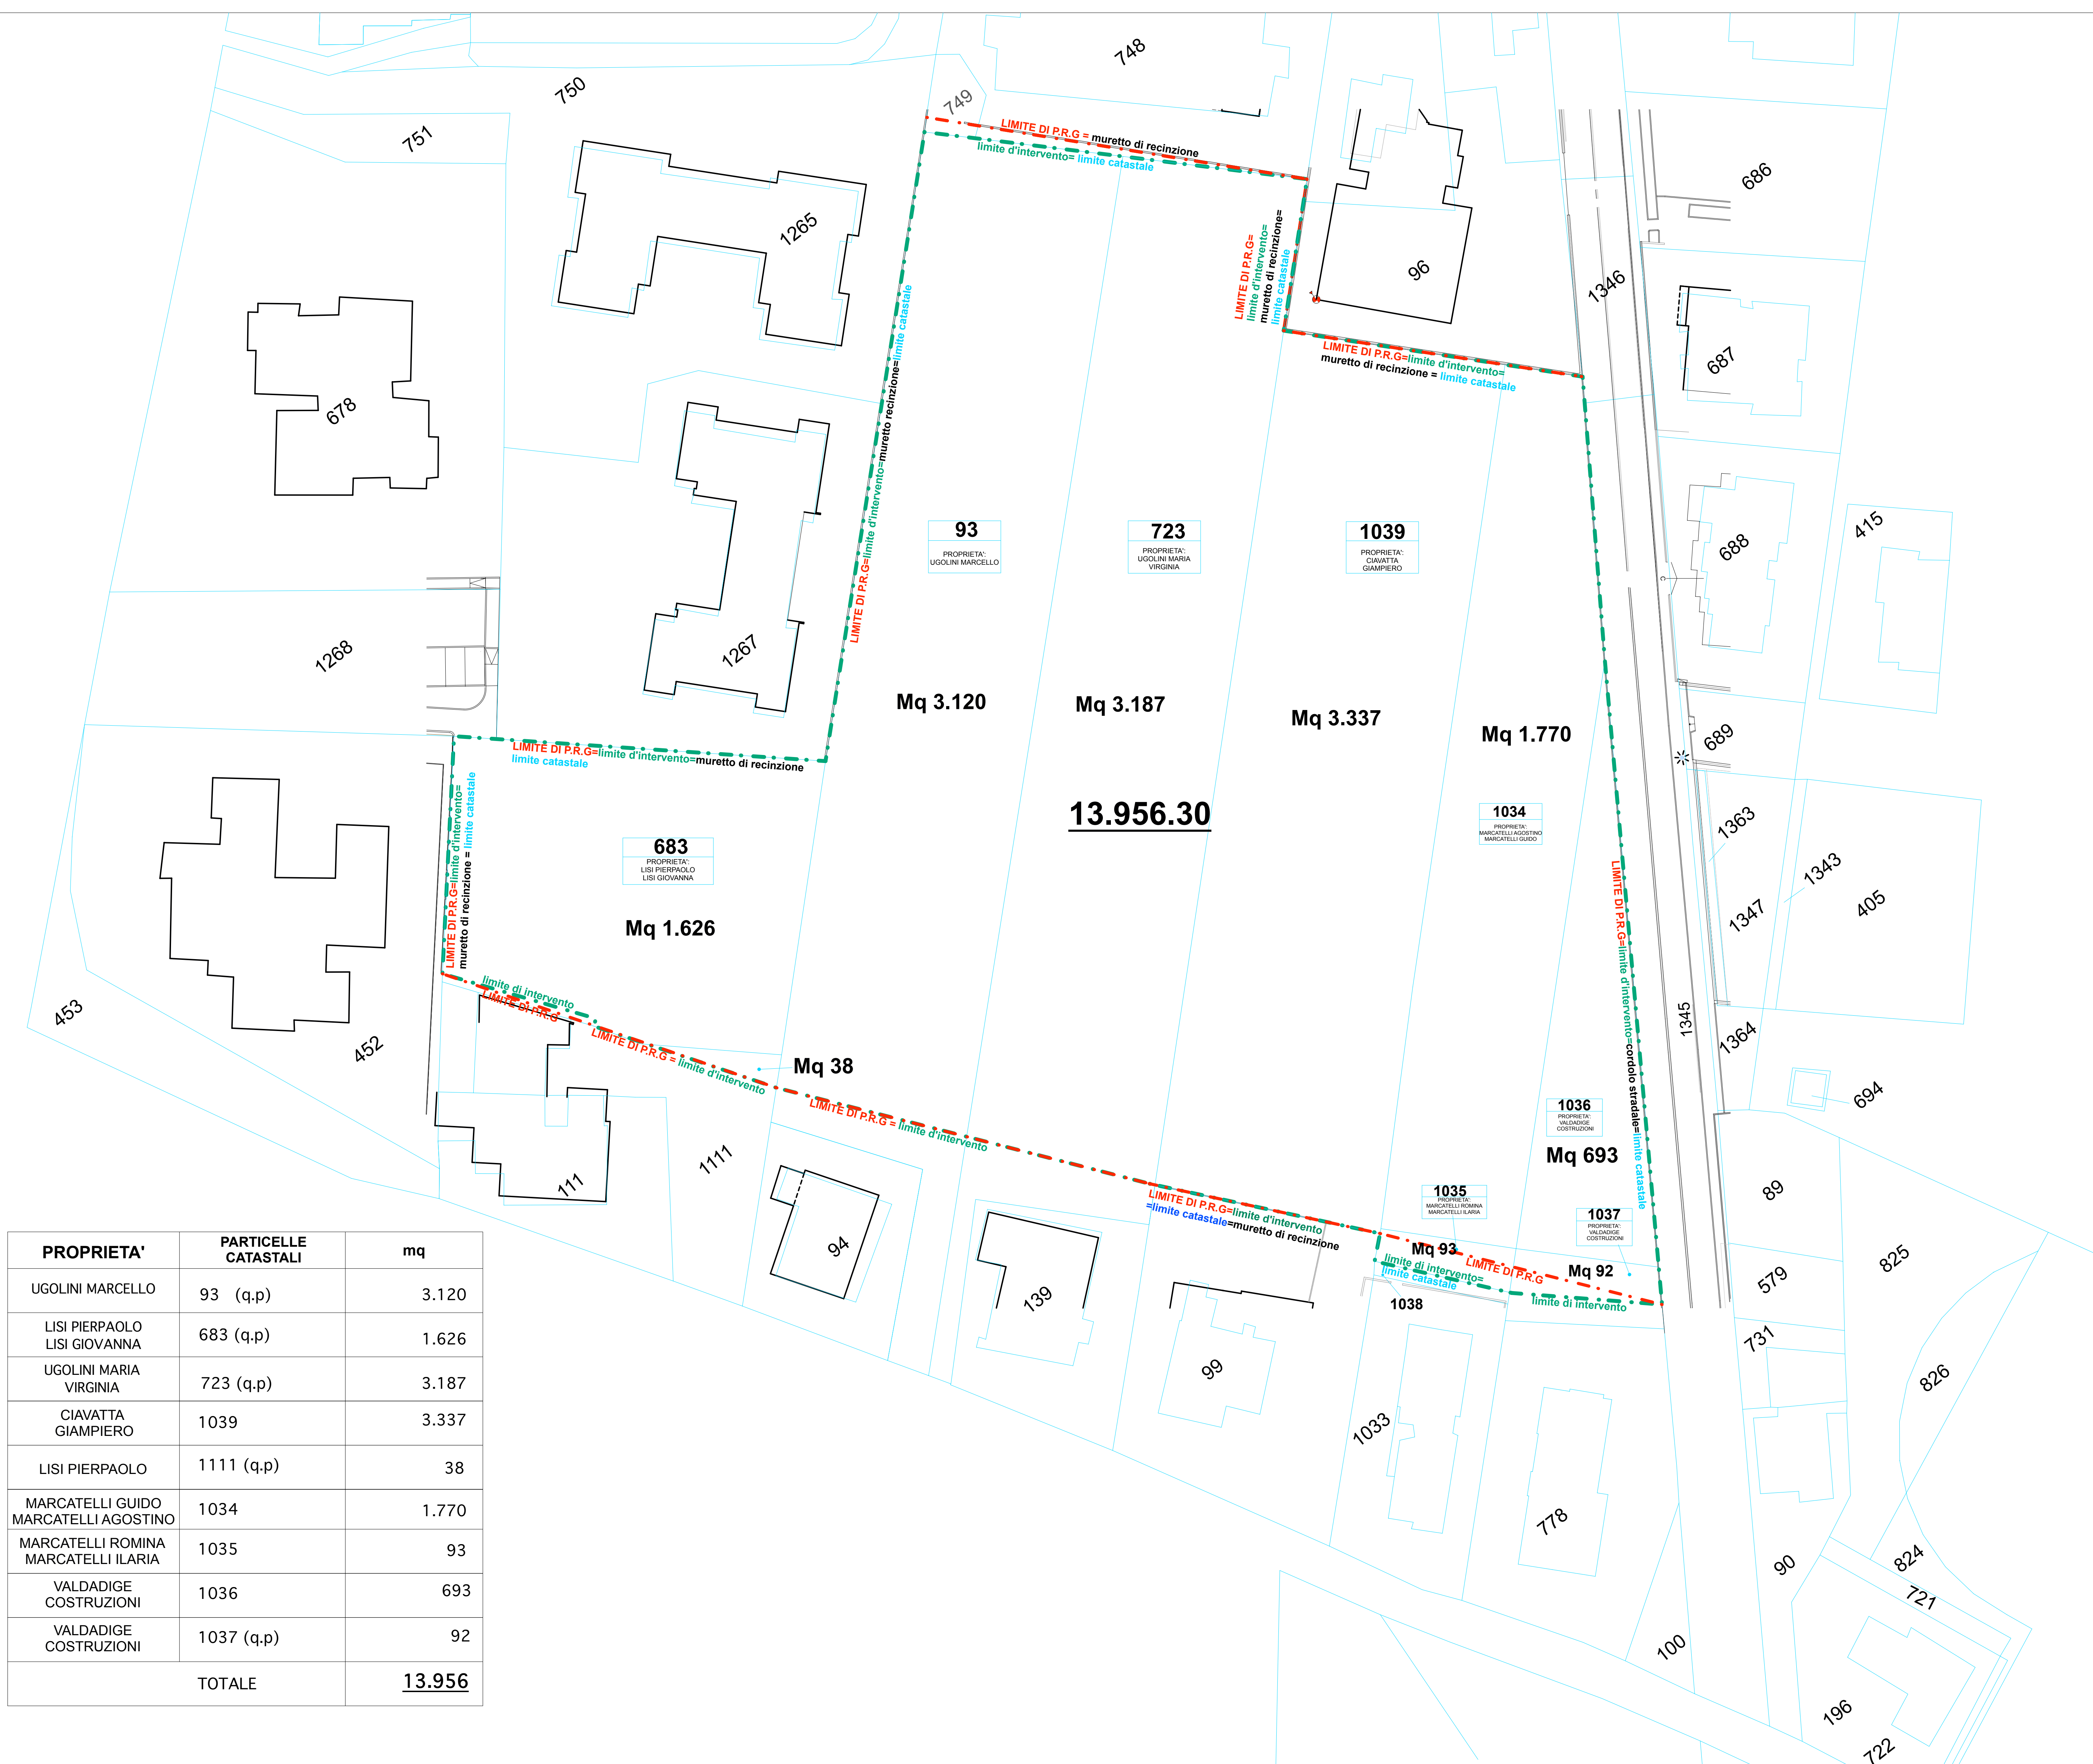 748
749
750
751
LIMITE DI P.R.G = muretto di recinzione
limite d'intervento= limite catastale
686
1265
96
1346
LIMITE DI P.R.G=
limite d'intervento=
muretto di recinzione=
limite catastale
LIMITE DI P.R.G=limite d'intervento=
muretto di recinzione = limite catastale
687
678
LIMITE DI P.R.G=limite d'intervento=muretto recinzione=limite catastale
93
PROPRIETA':
UGOLINI MARCELLO
723
PROPRIETA':
UGOLINI MARIA
VIRGINIA
1039
PROPRIETA':
CIAVATTA
GIAMPIERO
688
415
1268
1267
Mq 3.120
Mq 3.187
Mq 3.337
Mq 1.770
689
LIMITE DI P.R.G=limite d'intervento=muretto di recinzione
limite catastale
LIMITE DI P.R.G=limite d'intervento=
muretto di recinzione = limite catastale
13.956.30
1034
PROPRIETA':
MARCATELLI AGOSTINO
MARCATELLI GUIDO
1363
1343
1347
405
683
PROPRIETA':
LISI PIERPAOLO
LISI GIOVANNA
Mq 1.626
LIMITE DI P.R.G=limite d'intervento=cordolo stradale=limite catastale
453
452
limite di intervento
LIMITE DI P.R.G
LIMITE DI P.R.G = limite d'intervento
Mq 38
1345
1364
694
LIMITE DI P.R.G = limite d'intervento
1036
PROPRIETA':
VALDADIGE
COSTRUZIONI
Mq 693
1111
111
89
LIMITE DI P.R.G=limite d'intervento
=limite catastale=muretto di recinzione
1035
PROPRIETA':
MARCATELLI ROMINA
MARCATELLI ILARIA
1037
PROPRIETA':
VALDADIGE
COSTRUZIONI
Mq 93
LIMITE DI P.R.G
Mq 92
limite di intervento=
limite catastale
limite di intervento
1038
94
139
99
1033
778
579
825
731
826
90
824
721
100
196
722
PROPRIETA' PARTICELLE CATASTALI mq
UGOLINI MARCELLO 93 (q.p) 3.120
LISI PIERPAOLO
LISI GIOVANNA 683 (q.p) 1.626
UGOLINI MARIA
VIRGINIA 723 (q.p) 3.187
CIAVATTA
GIAMPIERO 1039 3.337
LISI PIERPAOLO 1111 (q.p) 38
MARCATELLI GUIDO
MARCATELLI AGOSTINO 1034 1.770
MARCATELLI ROMINA
MARCATELLI ILARIA 1035 93
VALDADIGE
COSTRUZIONI 1036 693
VALDADIGE
COSTRUZIONI 1037 (q.p) 92
TOTALE 13.956